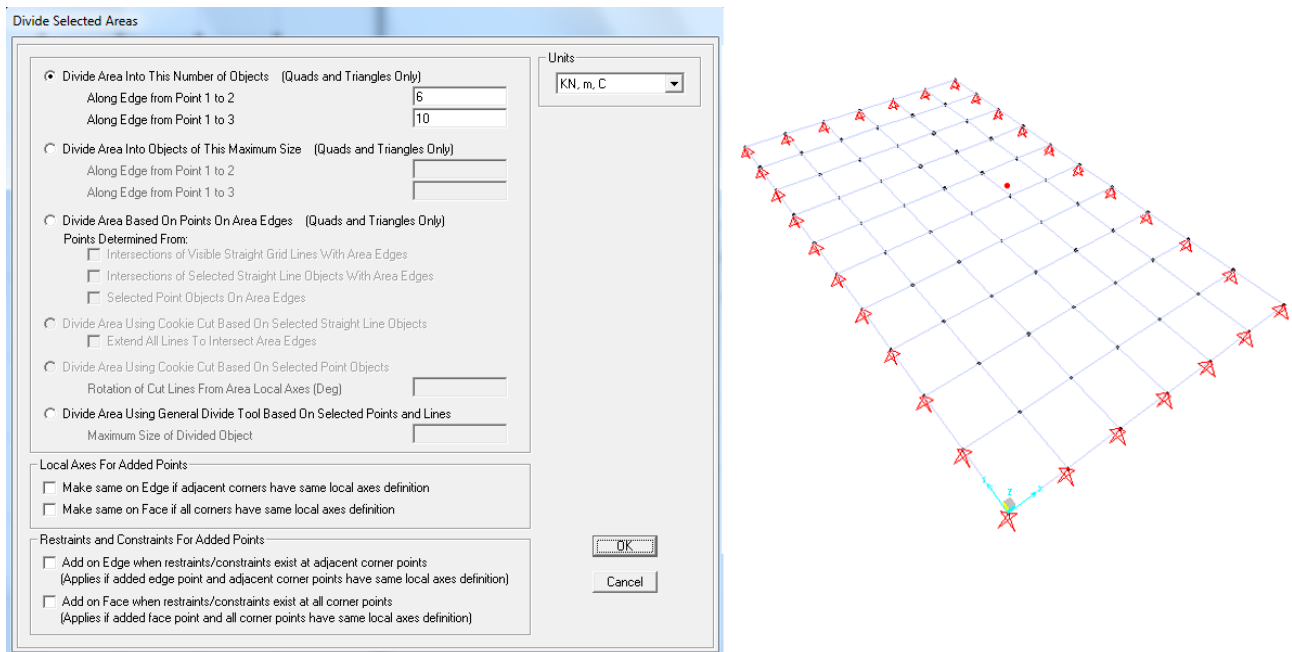 Divide Selected Areas
Divide Area Into This Number of Objects (Quads and Triangles Only)
Along Edge from Point 1 to 2 6
Along Edge from Point 1 to 3 10
Divide Area Into Objects of This Maximum Size (Quads and Triangles Only)
Along Edge from Point 1 to 2
Along Edge from Point 1 to 3
Divide Area Based On Points On Area Edges (Quads and Triangles Only)
Points Determined From:
Intersections of Visible Straight Grid Lines With Area Edges
Intersections of Selected Straight Line Objects With Area Edges
Selected Point Objects On Area Edges
Divide Area Using Cookie Cut Based On Selected Straight Line Objects
Extend All Lines To Intersect Area Edges
Divide Area Using Cookie Cut Based On Selected Point Objects
Rotation of Cut Lines From Area Local Axes (Deg)
Divide Area Using General Divide Tool Based On Selected Points and Lines
Maximum Size of Divided Object
Local Axes For Added Points
Make same on Edge if adjacent corners have same local axes definition
Make same on Face if all corners have same local axes definition
Restraints and Constraints For Added Points
Add on Edge when restraints/constraints exist at adjacent corner points
(Applies if added edge point and adjacent corner points have same local axes definition)
Add on Face when restraints/constraints exist at all corner points
(Applies if added face point and all corner points have same local axes definition)
Units
KN, m, C
OK
Cancel
Z